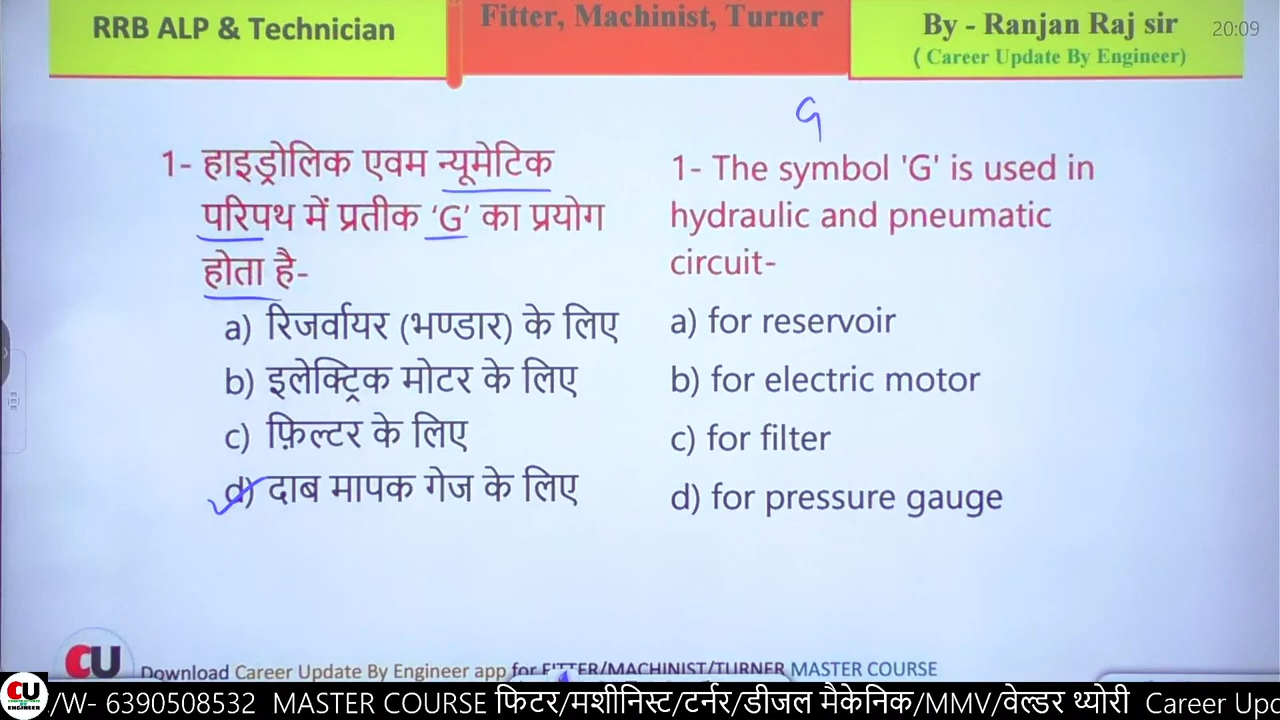 RRB ALP & Technician
Fitter, Machinist, Turner
By - Ranjan Raj sir
( Career Update By Engineer)
20:09
G
1- हाइड्रोलिक एवम न्यूमेटिक
परिपथ में प्रतीक ‘G’ का प्रयोग
होता है-
a) रिजर्वायर (भण्डार) के लिए
b) इलेक्ट्रिक मोटर के लिए
c) फ़िल्टर के लिए
d) दाब मापक गेज के लिए
1- The symbol 'G' is used in
hydraulic and pneumatic
circuit-
a) for reservoir
b) for electric motor
c) for filter
d) for pressure gauge
CU
Download Career Update By Engineer app for FITTER/MACHINIST/TURNER MASTER COURSE
CU
ENGINEER
/W- 6390508532 MASTER COURSE फिटर/मशीनिस्ट/टर्नर/डीजल मैकेनिक/MMV/वेल्डर थ्योरी Career Upd